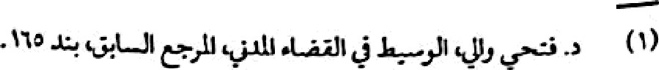 (١) د. فتحي والي، الوسيط في القضاء المدني، المرجع السابق، بند ١٦٥.